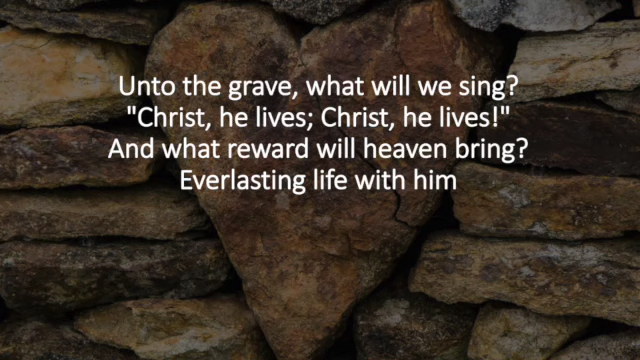 Unto the grave, what will we sing?
"Christ, he lives; Christ, he lives!"
And what reward will heaven bring?
Everlasting life with him